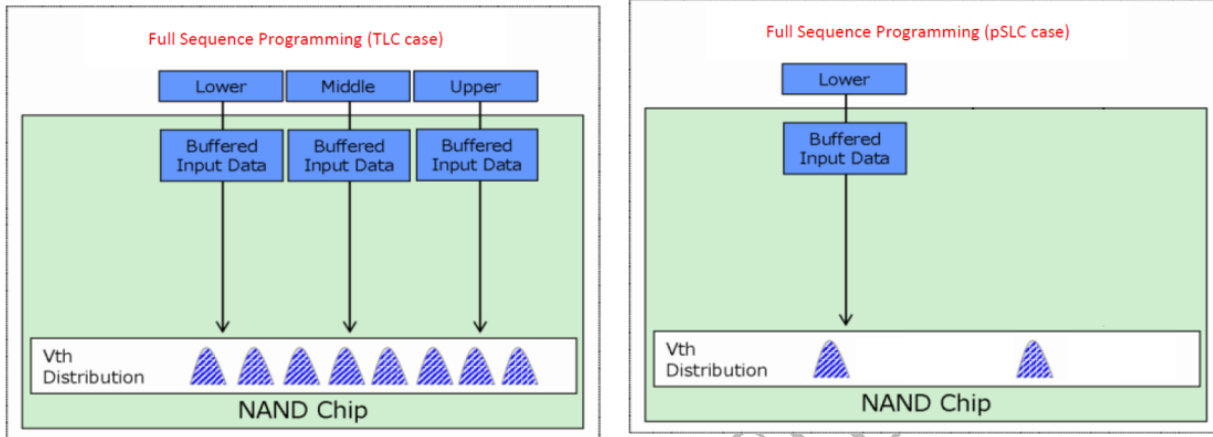 Full Sequence Programming (TLC case)
Lower
Middle
Upper
Buffered
Input Data
Buffered
Input Data
Buffered
Input Data
Vth
Distribution
NAND Chip
Full Sequence Programming (pSLC case)
Lower
Buffered
Input Data
Vth
Distribution
NAND Chip